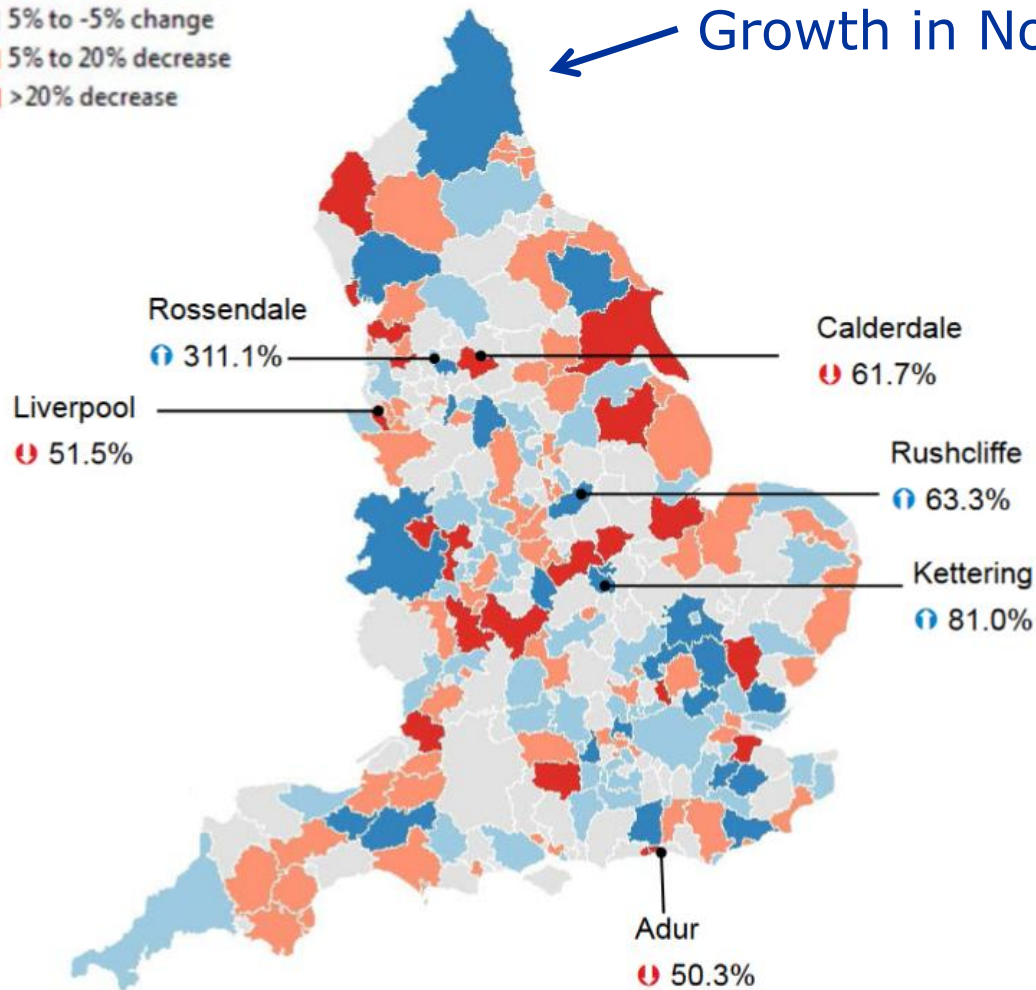 5% to -5% change
Growth in No
5% to 20% decrease
>20% decrease
Rossendale
311.1%
Calderdale
61.7%
Liverpool
51.5%
Rushcliffe
63.3%
Kettering
81.0%
Adur
50.3%